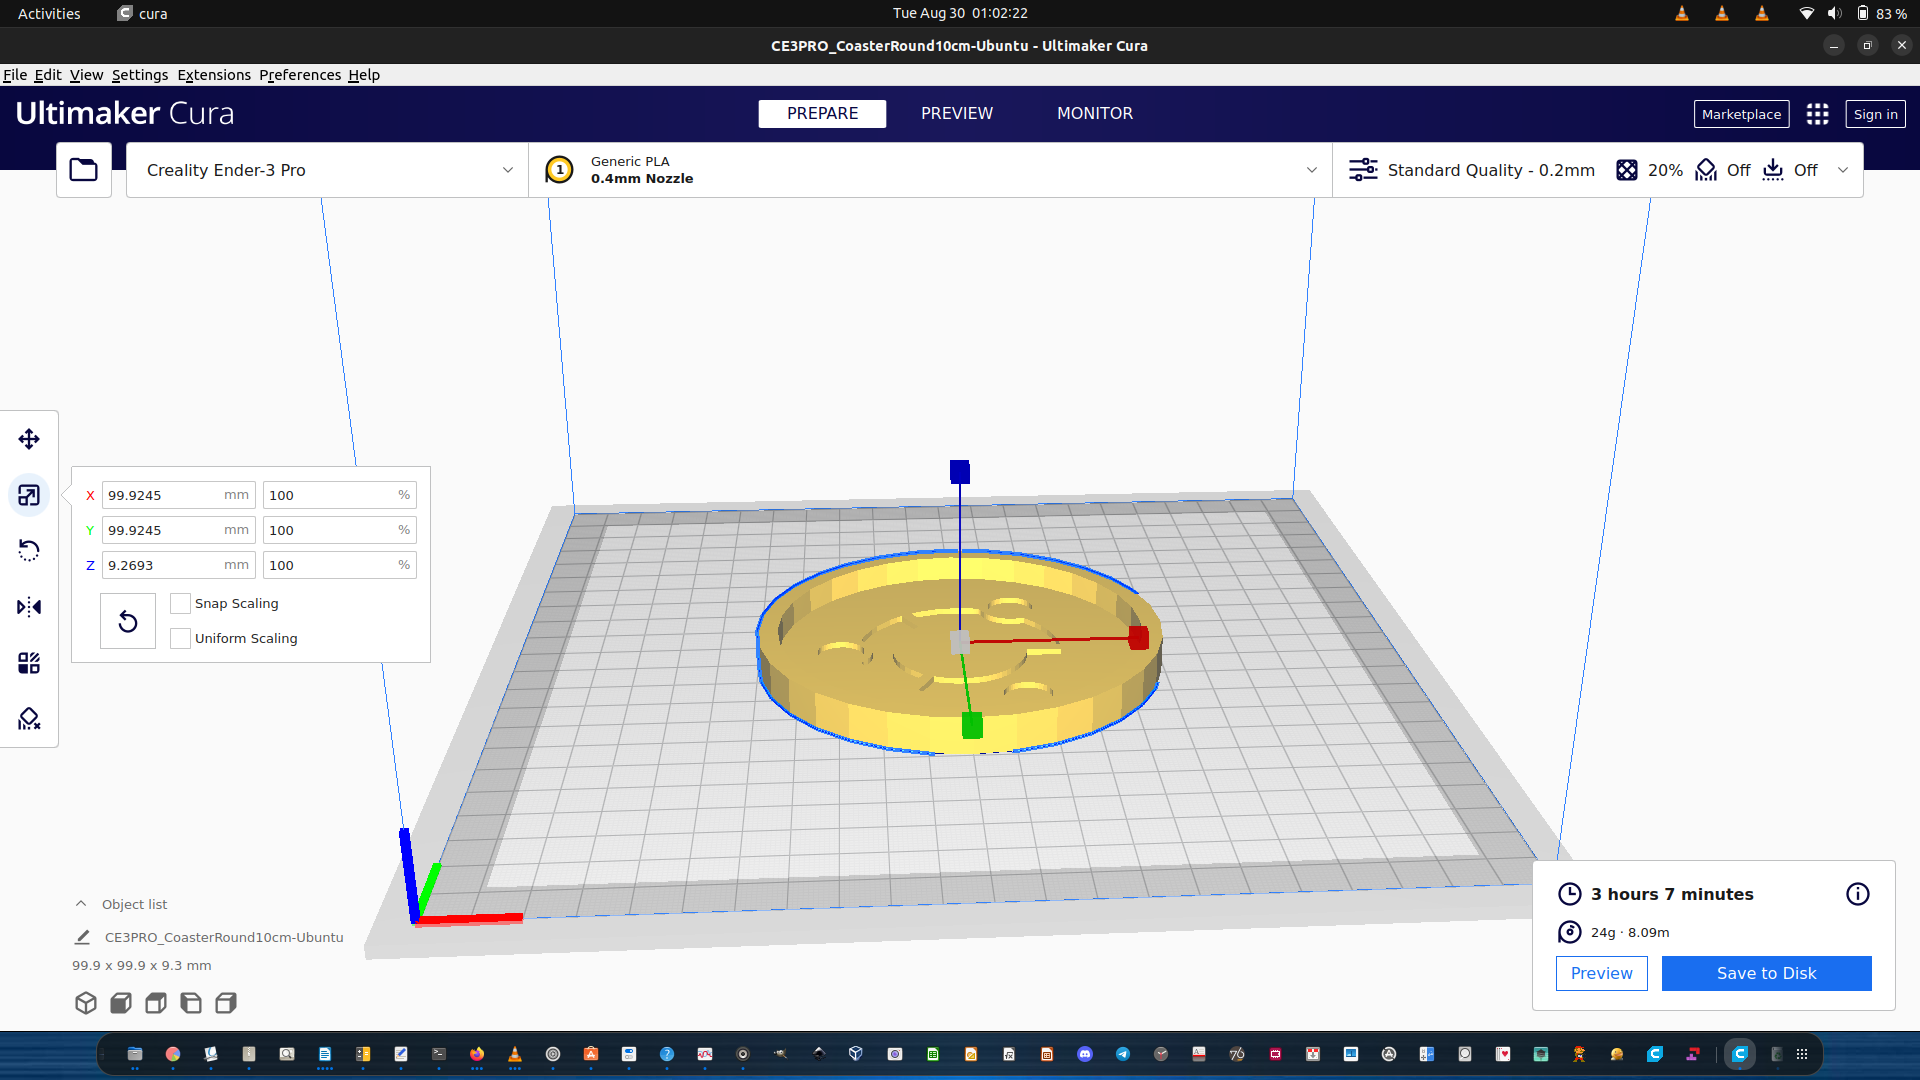 Activities cura Tue Aug 30 01:02:22 83 %
CE3PRO_CoasterRound10cm-Ubuntu - Ultimaker Cura
File Edit View Settings Extensions Preferences Help
Ultimaker Cura PREPARE PREVIEW MONITOR Marketplace Sign in
Creality Ender-3 Pro
1
Generic PLA
0.4mm Nozzle
Standard Quality - 0.2mm 20% Off Off
X 99.9245 mm 100 %
Y 99.9245 mm 100 %
Z 9.2693 mm 100 %
Snap Scaling
Uniform Scaling
Object list
CE3PRO_CoasterRound10cm-Ubuntu
99.9 x 99.9 x 9.3 mm
3 hours 7 minutes
24g · 8.09m
Preview Save to Disk